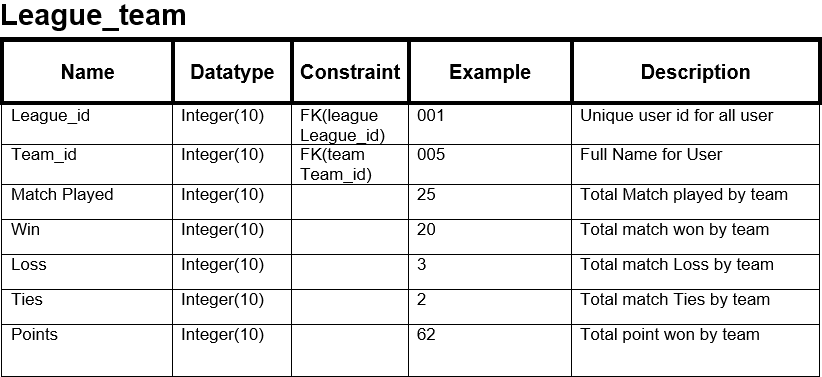 League_team
Name Datatype Constraint Example Description
League_id Integer(10) FK(league 001 Unique user id for all user
League_id)
Team_id Integer(10) FK(team 005 Full Name for User
Team_id)
Match Played Integer(10) 25 Total Match played by team
Win Integer(10) 20 Total match won by team
Loss Integer(10) 3 Total match Loss by team
Ties Integer(10) 2 Total match Ties by team
Points Integer(10) 62 Total point won by team